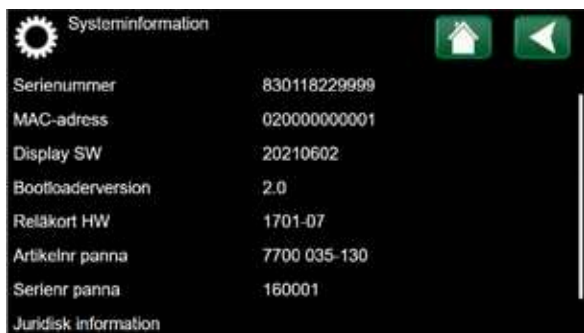 Systeminformation
Serienummer 830118229999
MAC-adress 020000000001
Display SW 20210602
Bootloaderversion 2.0
Reläkort HW 1701-07
Artikelnr panna 7700 035-130
Serienr panna 160001
Juridisk information